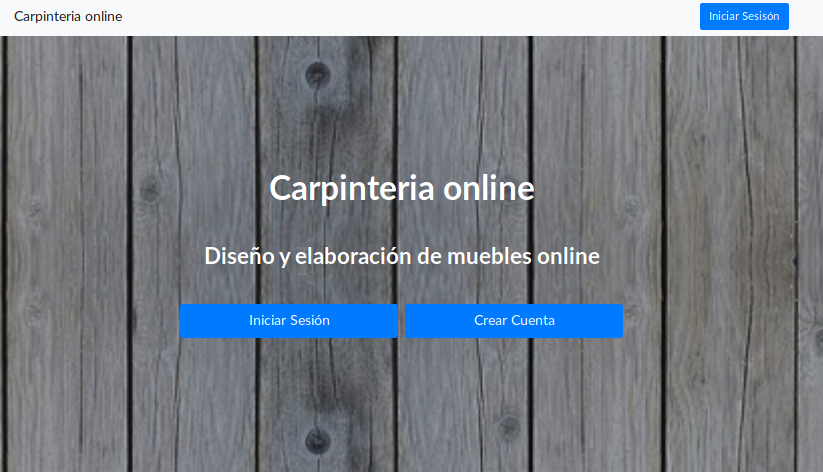 Carpinteria online
Iniciar Sesisón
Carpinteria online
Diseño y elaboración de muebles online
Iniciar Sesión
Crear Cuenta